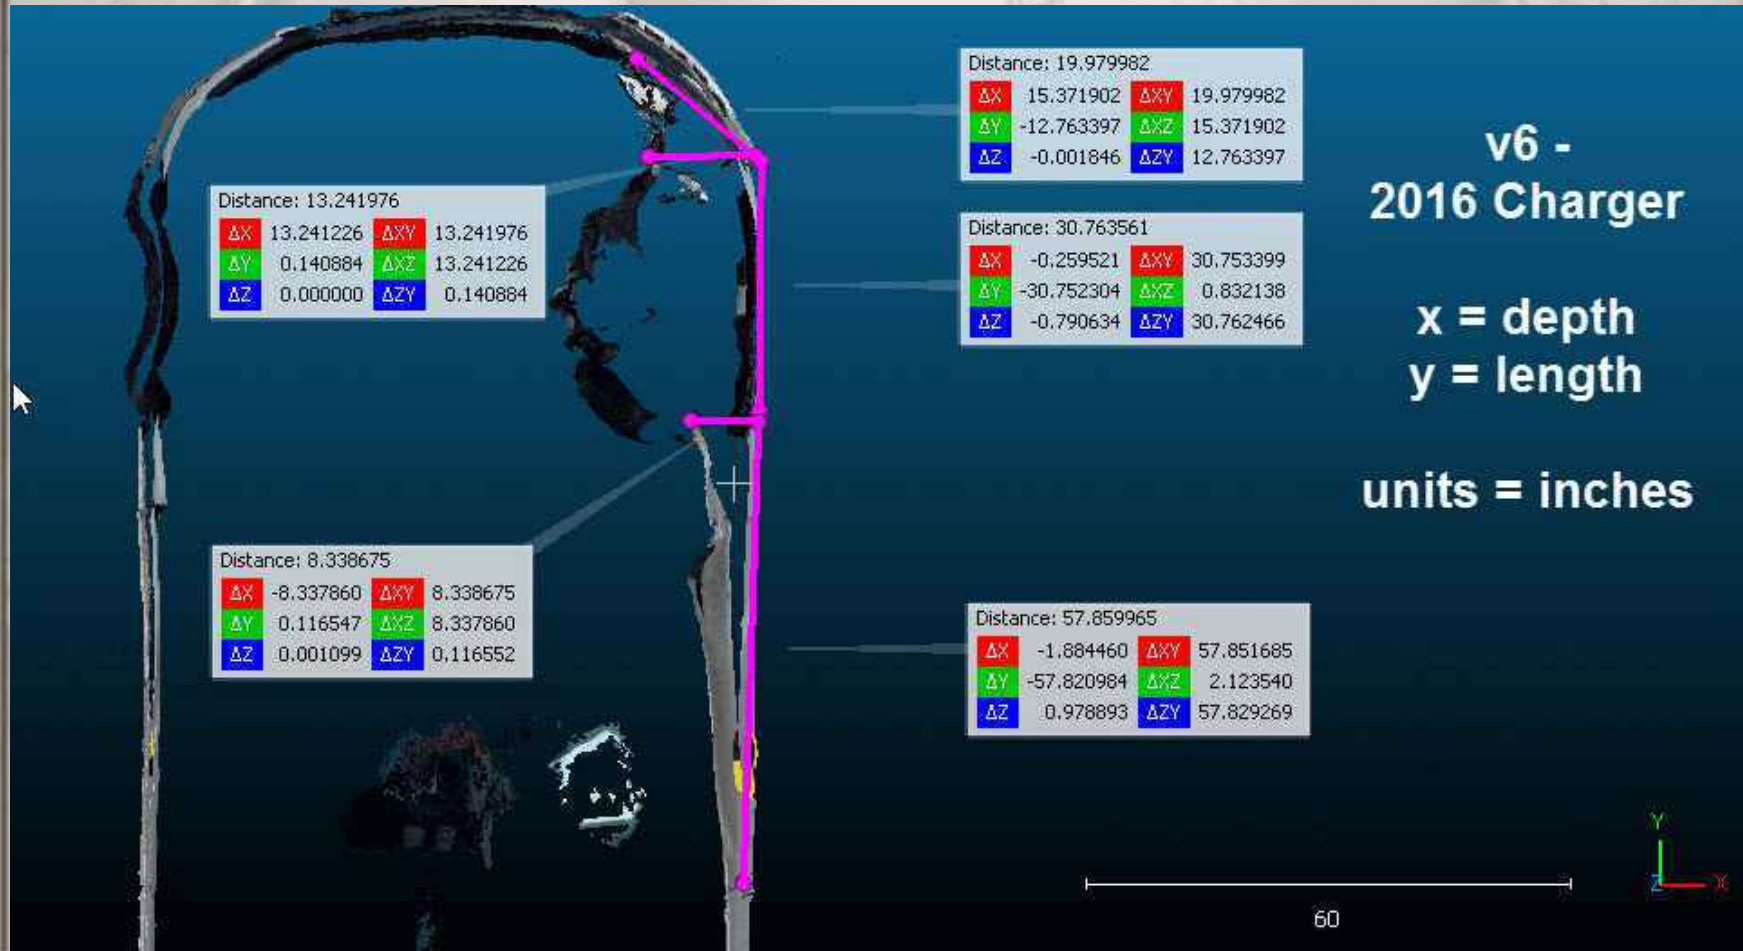 Distance: 19.979982
ΔX 15.371902 ΔXY 19.979982
ΔY -12.763397 ΔXZ 15.371902
ΔZ -0.001846 ΔZY 12.763397
v6 -
2016 Charger
Distance: 13.241976
ΔX 13.241226 ΔXY 13.241976
ΔY 0.140884 ΔXZ 13.241226
ΔZ 0.000000 ΔZY 0.140884
Distance: 30.763561
ΔX -0.259521 ΔXY 30.753399
ΔY -30.752304 ΔXZ 0.832138
ΔZ -0.790634 ΔZY 30.762466
x = depth
y = length
units = inches
Distance: 8.338675
ΔX -8.337860 ΔXY 8.338675
ΔY 0.116547 ΔXZ 8.337860
ΔZ 0.001099 ΔZY 0.116552
Distance: 57.859965
ΔX -1.884460 ΔXY 57.851685
ΔY -57.820984 ΔXZ 2.123540
ΔZ 0.978893 ΔZY 57.829269
Y
Z X
60